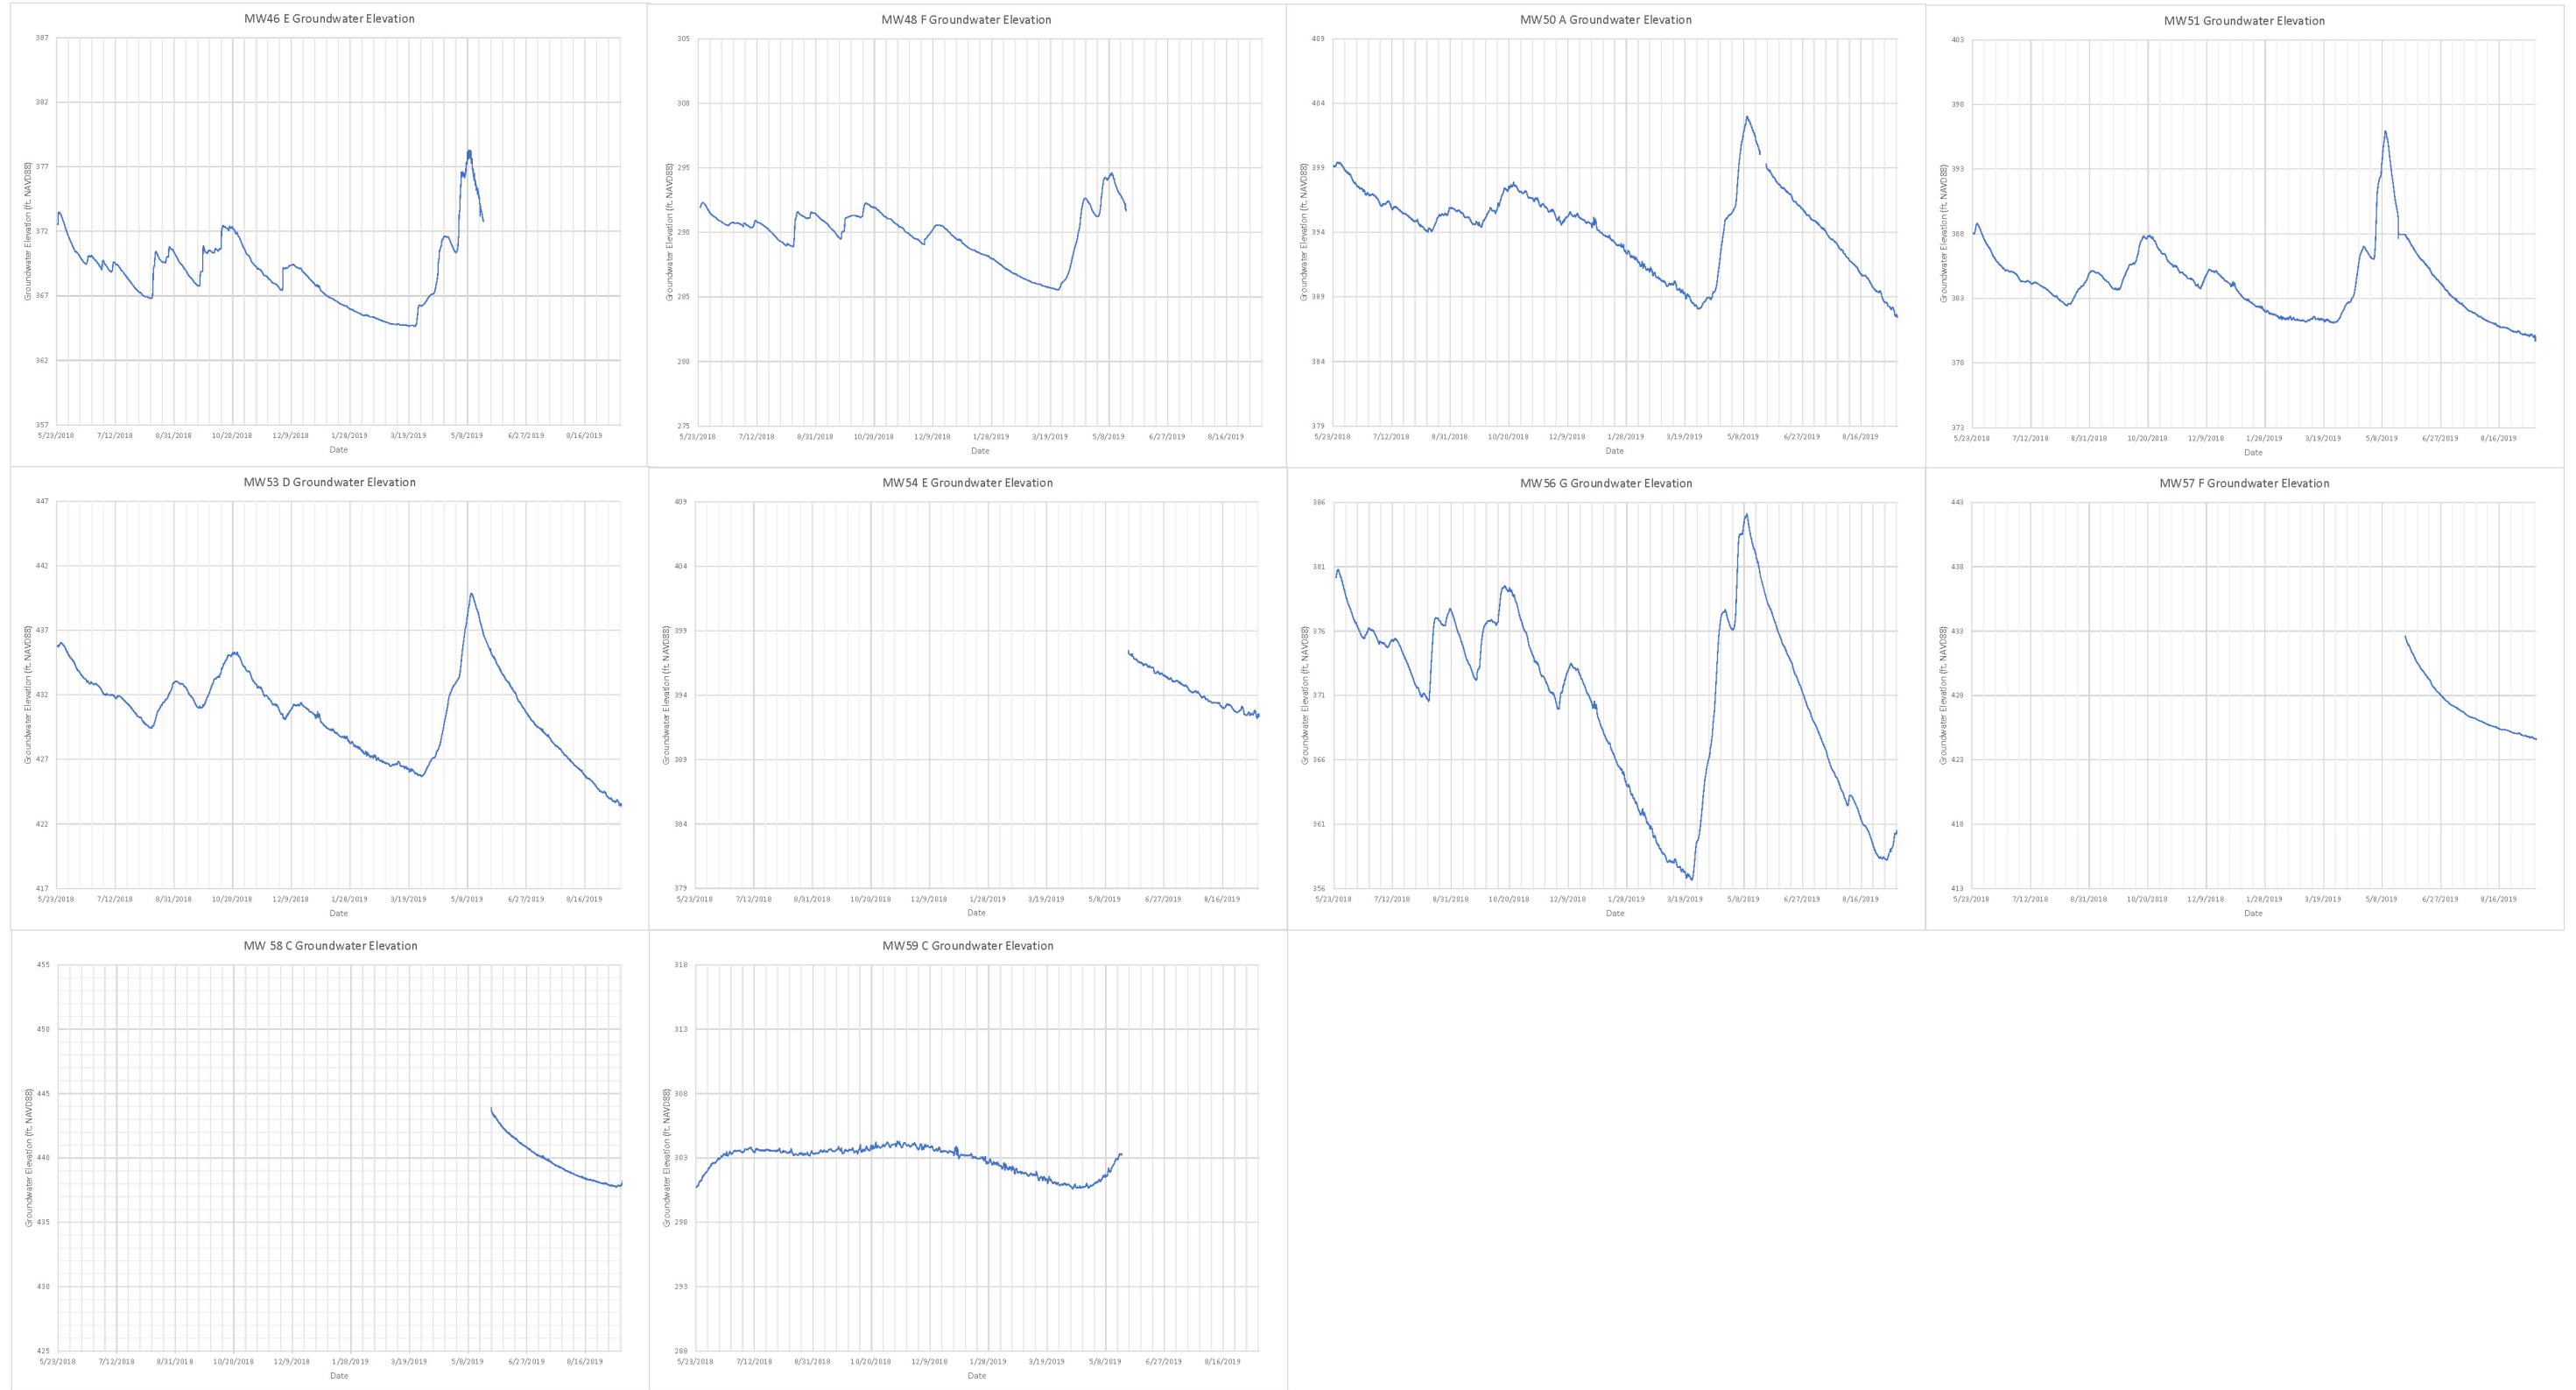 MW46 E Groundwater Elevation
Groundwater Elevation (ft, NAVD88)
387
382
377
372
367
362
357
5/23/2018 7/12/2018 8/31/2018 10/20/2018 12/9/2018 1/28/2019 3/19/2019 5/8/2019 6/27/2019 8/16/2019
Date
MW48 F Groundwater Elevation
Groundwater Elevation (ft, NAVD88)
305
300
295
290
285
280
275
5/23/2018 7/12/2018 8/31/2018 10/20/2018 12/9/2018 1/28/2019 3/19/2019 5/8/2019 6/27/2019 8/16/2019
Date
MW50 A Groundwater Elevation
Groundwater Elevation (ft, NAVD88)
409
404
399
394
389
384
379
5/23/2018 7/12/2018 8/31/2018 10/20/2018 12/9/2018 1/28/2019 3/19/2019 5/8/2019 6/27/2019 8/16/2019
Date
MW51 Groundwater Elevation
Groundwater Elevation (ft, NAVD88)
403
398
393
388
383
378
373
5/23/2018 7/12/2018 8/31/2018 10/20/2018 12/9/2018 1/28/2019 3/19/2019 5/8/2019 6/27/2019 8/16/2019
Date
MW53 D Groundwater Elevation
Groundwater Elevation (ft, NAVD88)
447
442
437
432
427
422
417
5/23/2018 7/12/2018 8/31/2018 10/20/2018 12/9/2018 1/28/2019 3/19/2019 5/8/2019 6/27/2019 8/16/2019
Date
MW54 E Groundwater Elevation
Groundwater Elevation (ft, NAVD88)
409
404
399
394
389
384
379
5/23/2018 7/12/2018 8/31/2018 10/20/2018 12/9/2018 1/28/2019 3/19/2019 5/8/2019 6/27/2019 8/16/2019
Date
MW56 G Groundwater Elevation
Groundwater Elevation (ft, NAVD88)
386
381
376
371
366
361
356
5/23/2018 7/12/2018 8/31/2018 10/20/2018 12/9/2018 1/28/2019 3/19/2019 5/8/2019 6/27/2019 8/16/2019
Date
MW57 F Groundwater Elevation
Groundwater Elevation (ft, NAVD88)
443
438
433
428
423
418
413
5/23/2018 7/12/2018 8/31/2018 10/20/2018 12/9/2018 1/28/2019 3/19/2019 5/8/2019 6/27/2019 8/16/2019
Date
MW 58 C Groundwater Elevation
Groundwater Elevation (ft, NAVD88)
455
450
445
440
435
430
425
5/23/2018 7/12/2018 8/31/2018 10/20/2018 12/9/2018 1/28/2019 3/19/2019 5/8/2019 6/27/2019 8/16/2019
Date
MW59 C Groundwater Elevation
Groundwater Elevation (ft, NAVD88)
318
313
308
303
298
293
288
5/23/2018 7/12/2018 8/31/2018 10/20/2018 12/9/2018 1/28/2019 3/19/2019 5/8/2019 6/27/2019 8/16/2019
Date